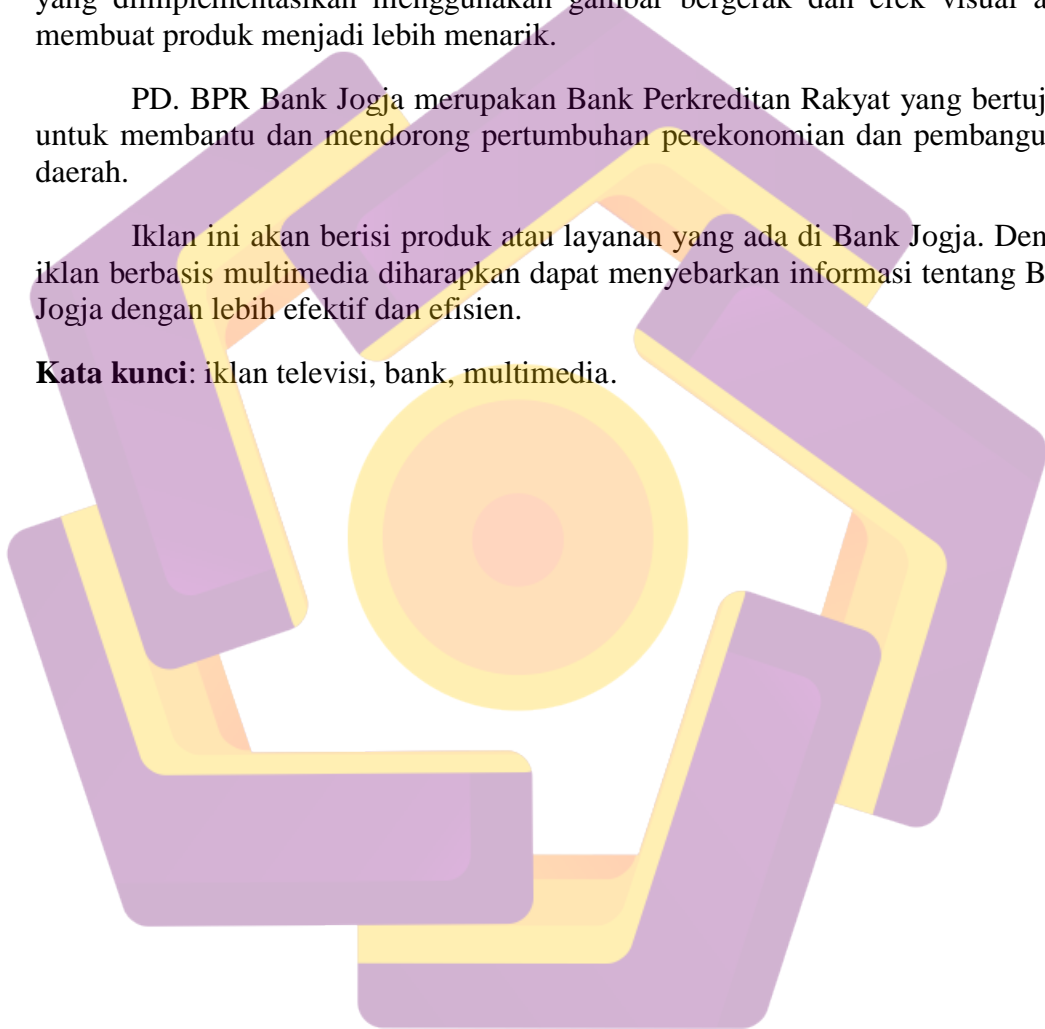 yang diimplementasikan menggunakan gambar bergerak dan efek visual
membuat produk menjadi lebih menarik.
PD. BPR Bank Jogja merupakan Bank Perkreditan Rakyat yang
untuk membantu dan mendorong pertumbuhan perekonomian dan
daerah.
Iklan ini akan berisi produk atau layanan yang ada di Bank Jogja.
iklan berbasis multimedia diharapkan dapat menyebarkan informasi tentang
Jogja dengan lebih efektif dan efisien.
Kata kunci: iklan televisi, bank, multimedia.